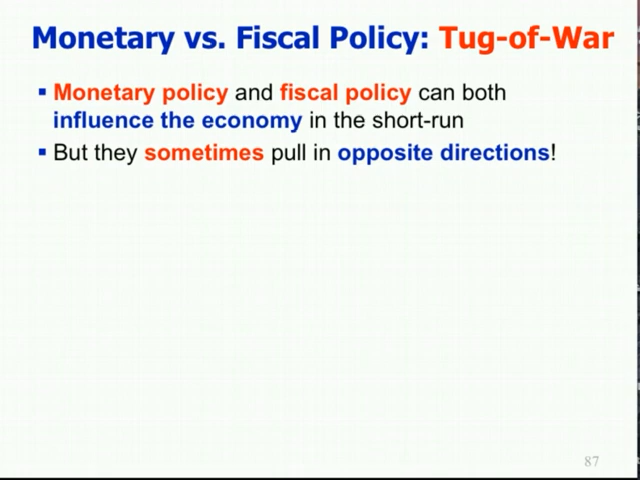 Monetary vs. Fiscal Policy: Tug-of-War
▪ Monetary policy and fiscal policy can both
influence the economy in the short-run
▪ But they sometimes pull in opposite directions!
87